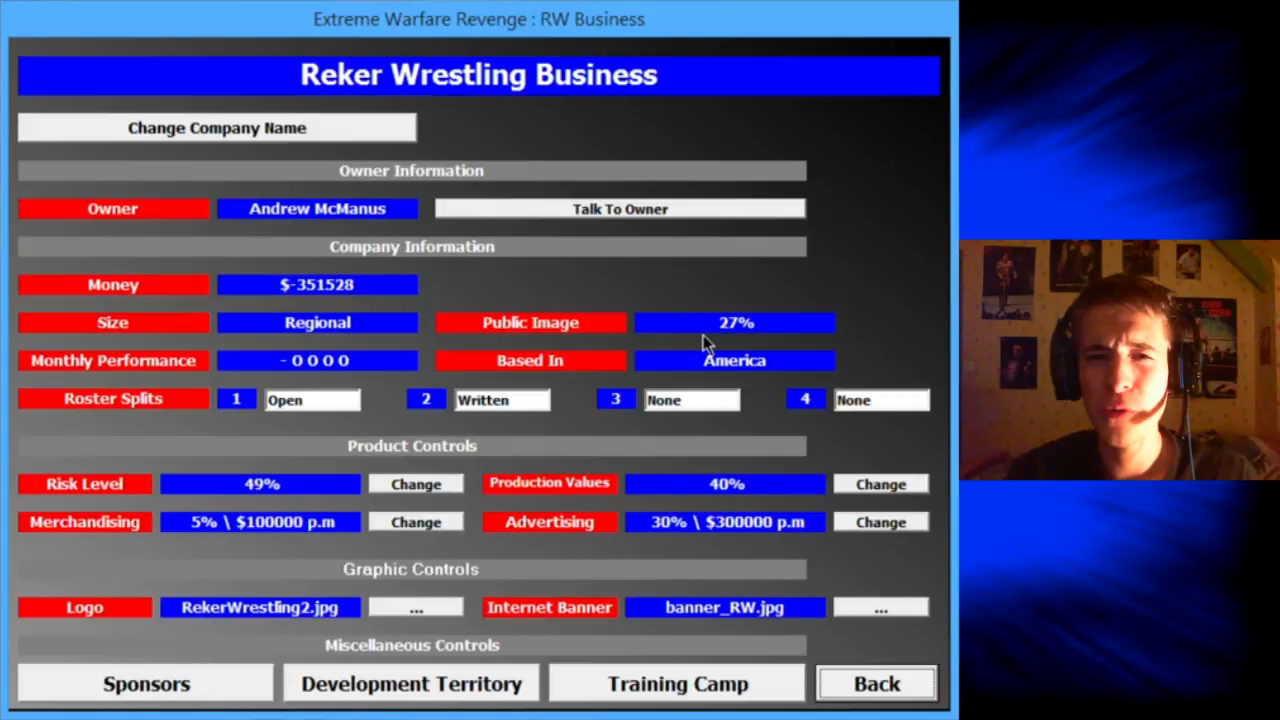 Extreme Warfare Revenge : RW Business
Reker Wrestling Business
Change Company Name
Owner Information
Owner Andrew McManus Talk To Owner
Company Information
Money $-351528
Size Regional Public Image 27%
Monthly Performance - 0 0 0 0 Based In America
Roster Splits 1 Open 2 Written 3 None 4 None
Product Controls
Risk Level 49% Change Production Values 40% Change
Merchandising 5% \ $100000 p.m Change Advertising 30% \ $300000 p.m Change
Graphic Controls
Logo RekerWrestling2.jpg ... Internet Banner banner_RW.jpg ...
Miscellaneous Controls
Sponsors Development Territory Training Camp Back